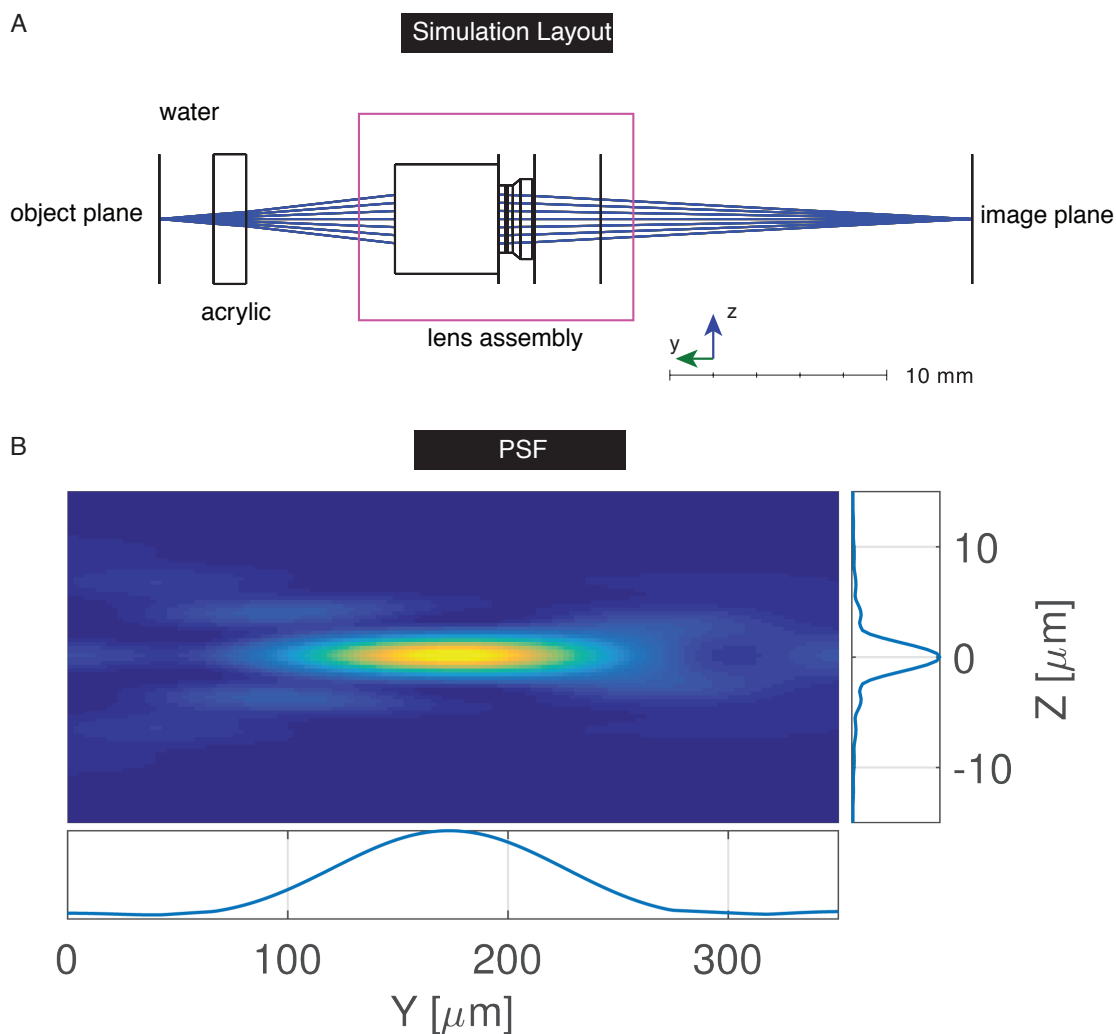 A
Simulation Layout
water
object plane
image plane
acrylic
lens assembly
z
y
10 mm
B
PSF
10
0
-10
Z [μm]
0
100
200
300
Y [μm]